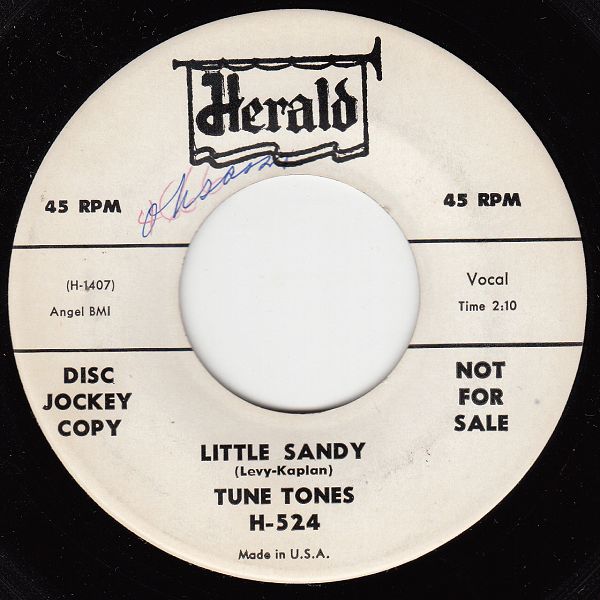 Herald
45 RPM
45 RPM
(H-1407)
Angel BMI
Vocal
Time 2:10
DISC
JOCKEY
COPY
NOT
FOR
SALE
LITTLE SANDY
(Levy-Kaplan)
TUNE TONES
H-524
Made in U.S.A.